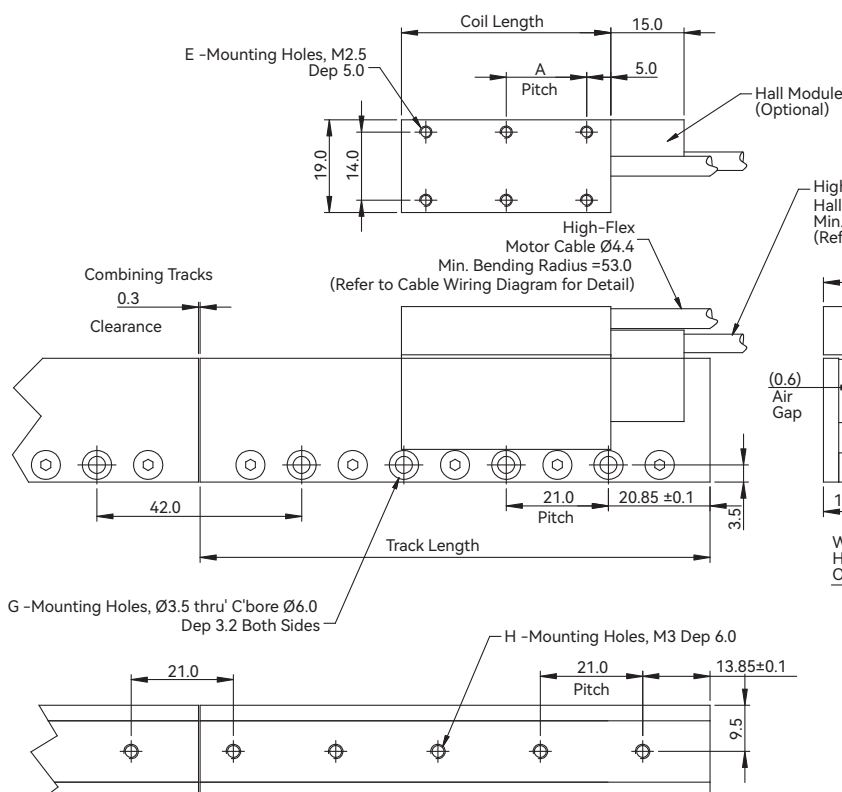 Coil Length
15.0
E -Mounting Holes, M2.5
Dep 5.0
A
Pitch
5.0
Hall Module
(Optional)
19.0
14.0
High-Flex
Motor Cable Ø4.4
Min. Bending Radius =53.0
(Refer to Cable Wiring Diagram for Detail)
Hall
Min.
Combining Tracks
0.3
Clearance
(0.6)
Air
Gap
42.0
21.0
Pitch
20.85 ±0.1
3.5
Track Length
G -Mounting Holes, Ø3.5 thru' C'bore Ø6.0
Dep 3.2 Both Sides
H -Mounting Holes, M3 Dep 6.0
21.0
21.0
Pitch
13.85±0.1
9.5